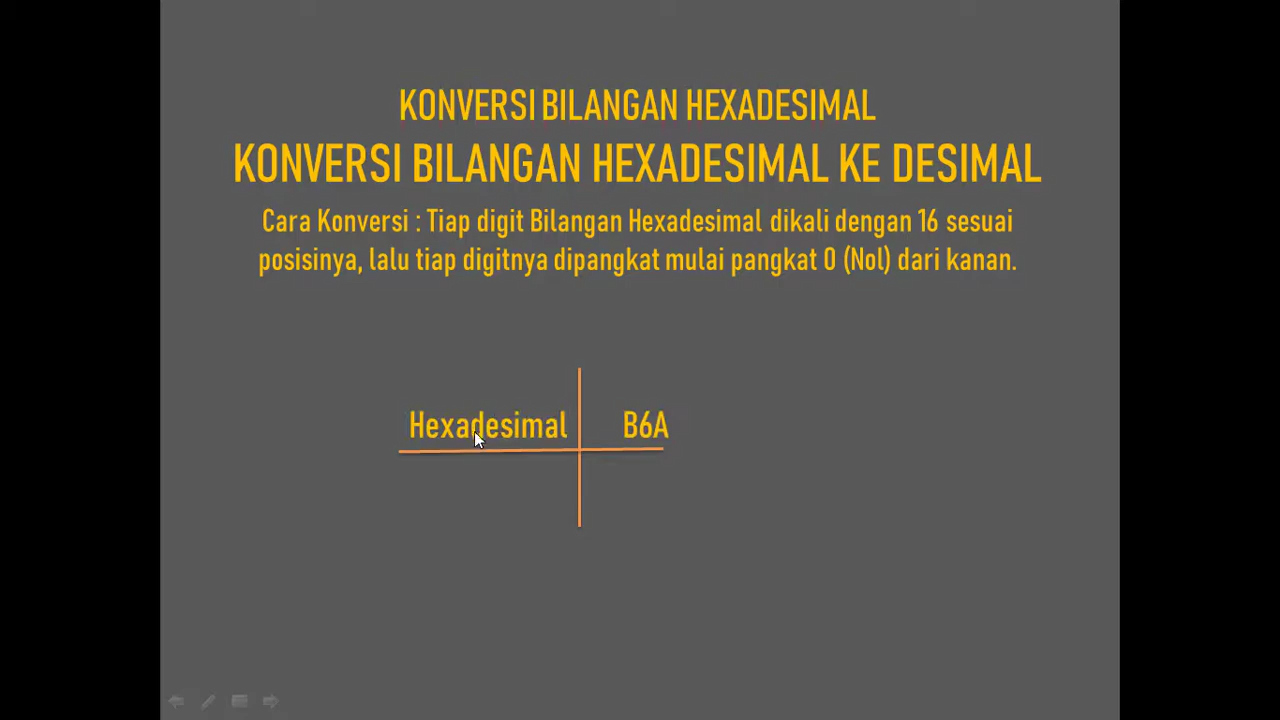 KONVERSI BILANGAN HEXADESIMAL
KONVERSI BILANGAN HEXADESIMAL KE DESIMAL
Cara Konversi : Tiap digit Bilangan Hexadesimal dikali dengan 16 sesuai
posisinya, lalu tiap digitnya dipangkat mulai pangkat 0 (Nol) dari kanan.
Hexadesimal B6A